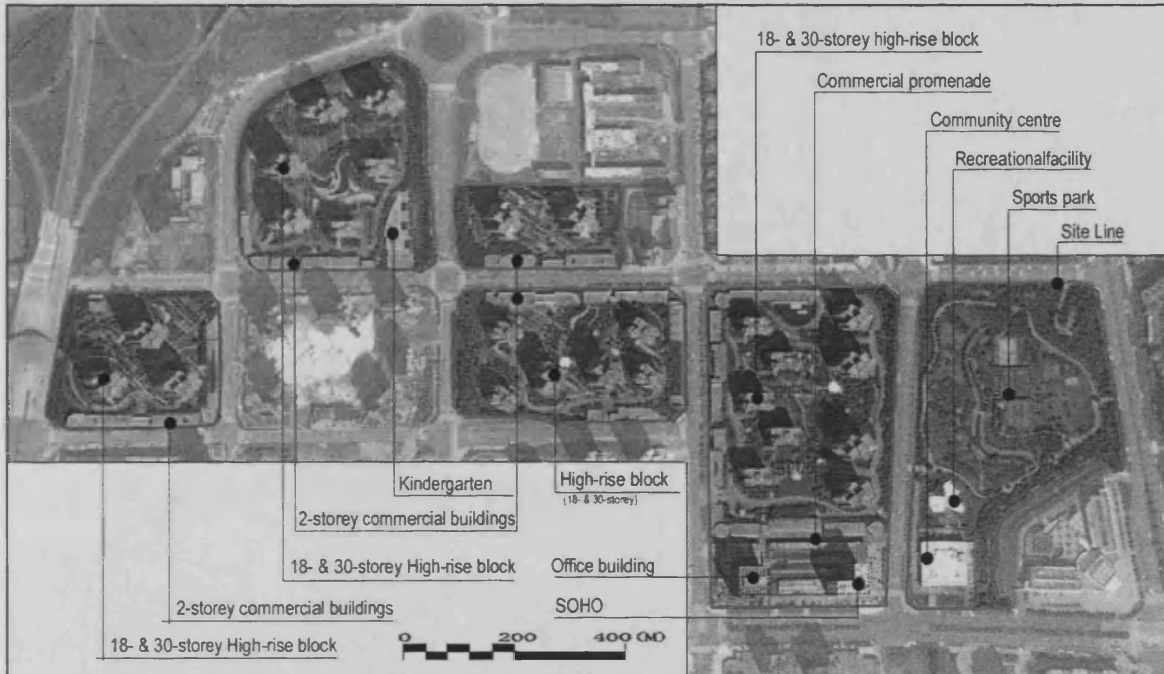 18- & 30-storey high-rise block
Commercial promenade
Community centre
Recreationalfacility
Sports park
Site Line
Kindergarten
High-rise block
(18- & 30-storey)
2-storey commercial buildings
18- & 30-storey High-rise block
Office building
2-storey commercial buildings
SOHO
18- & 30-storey High-rise block
0 200 400 (M)